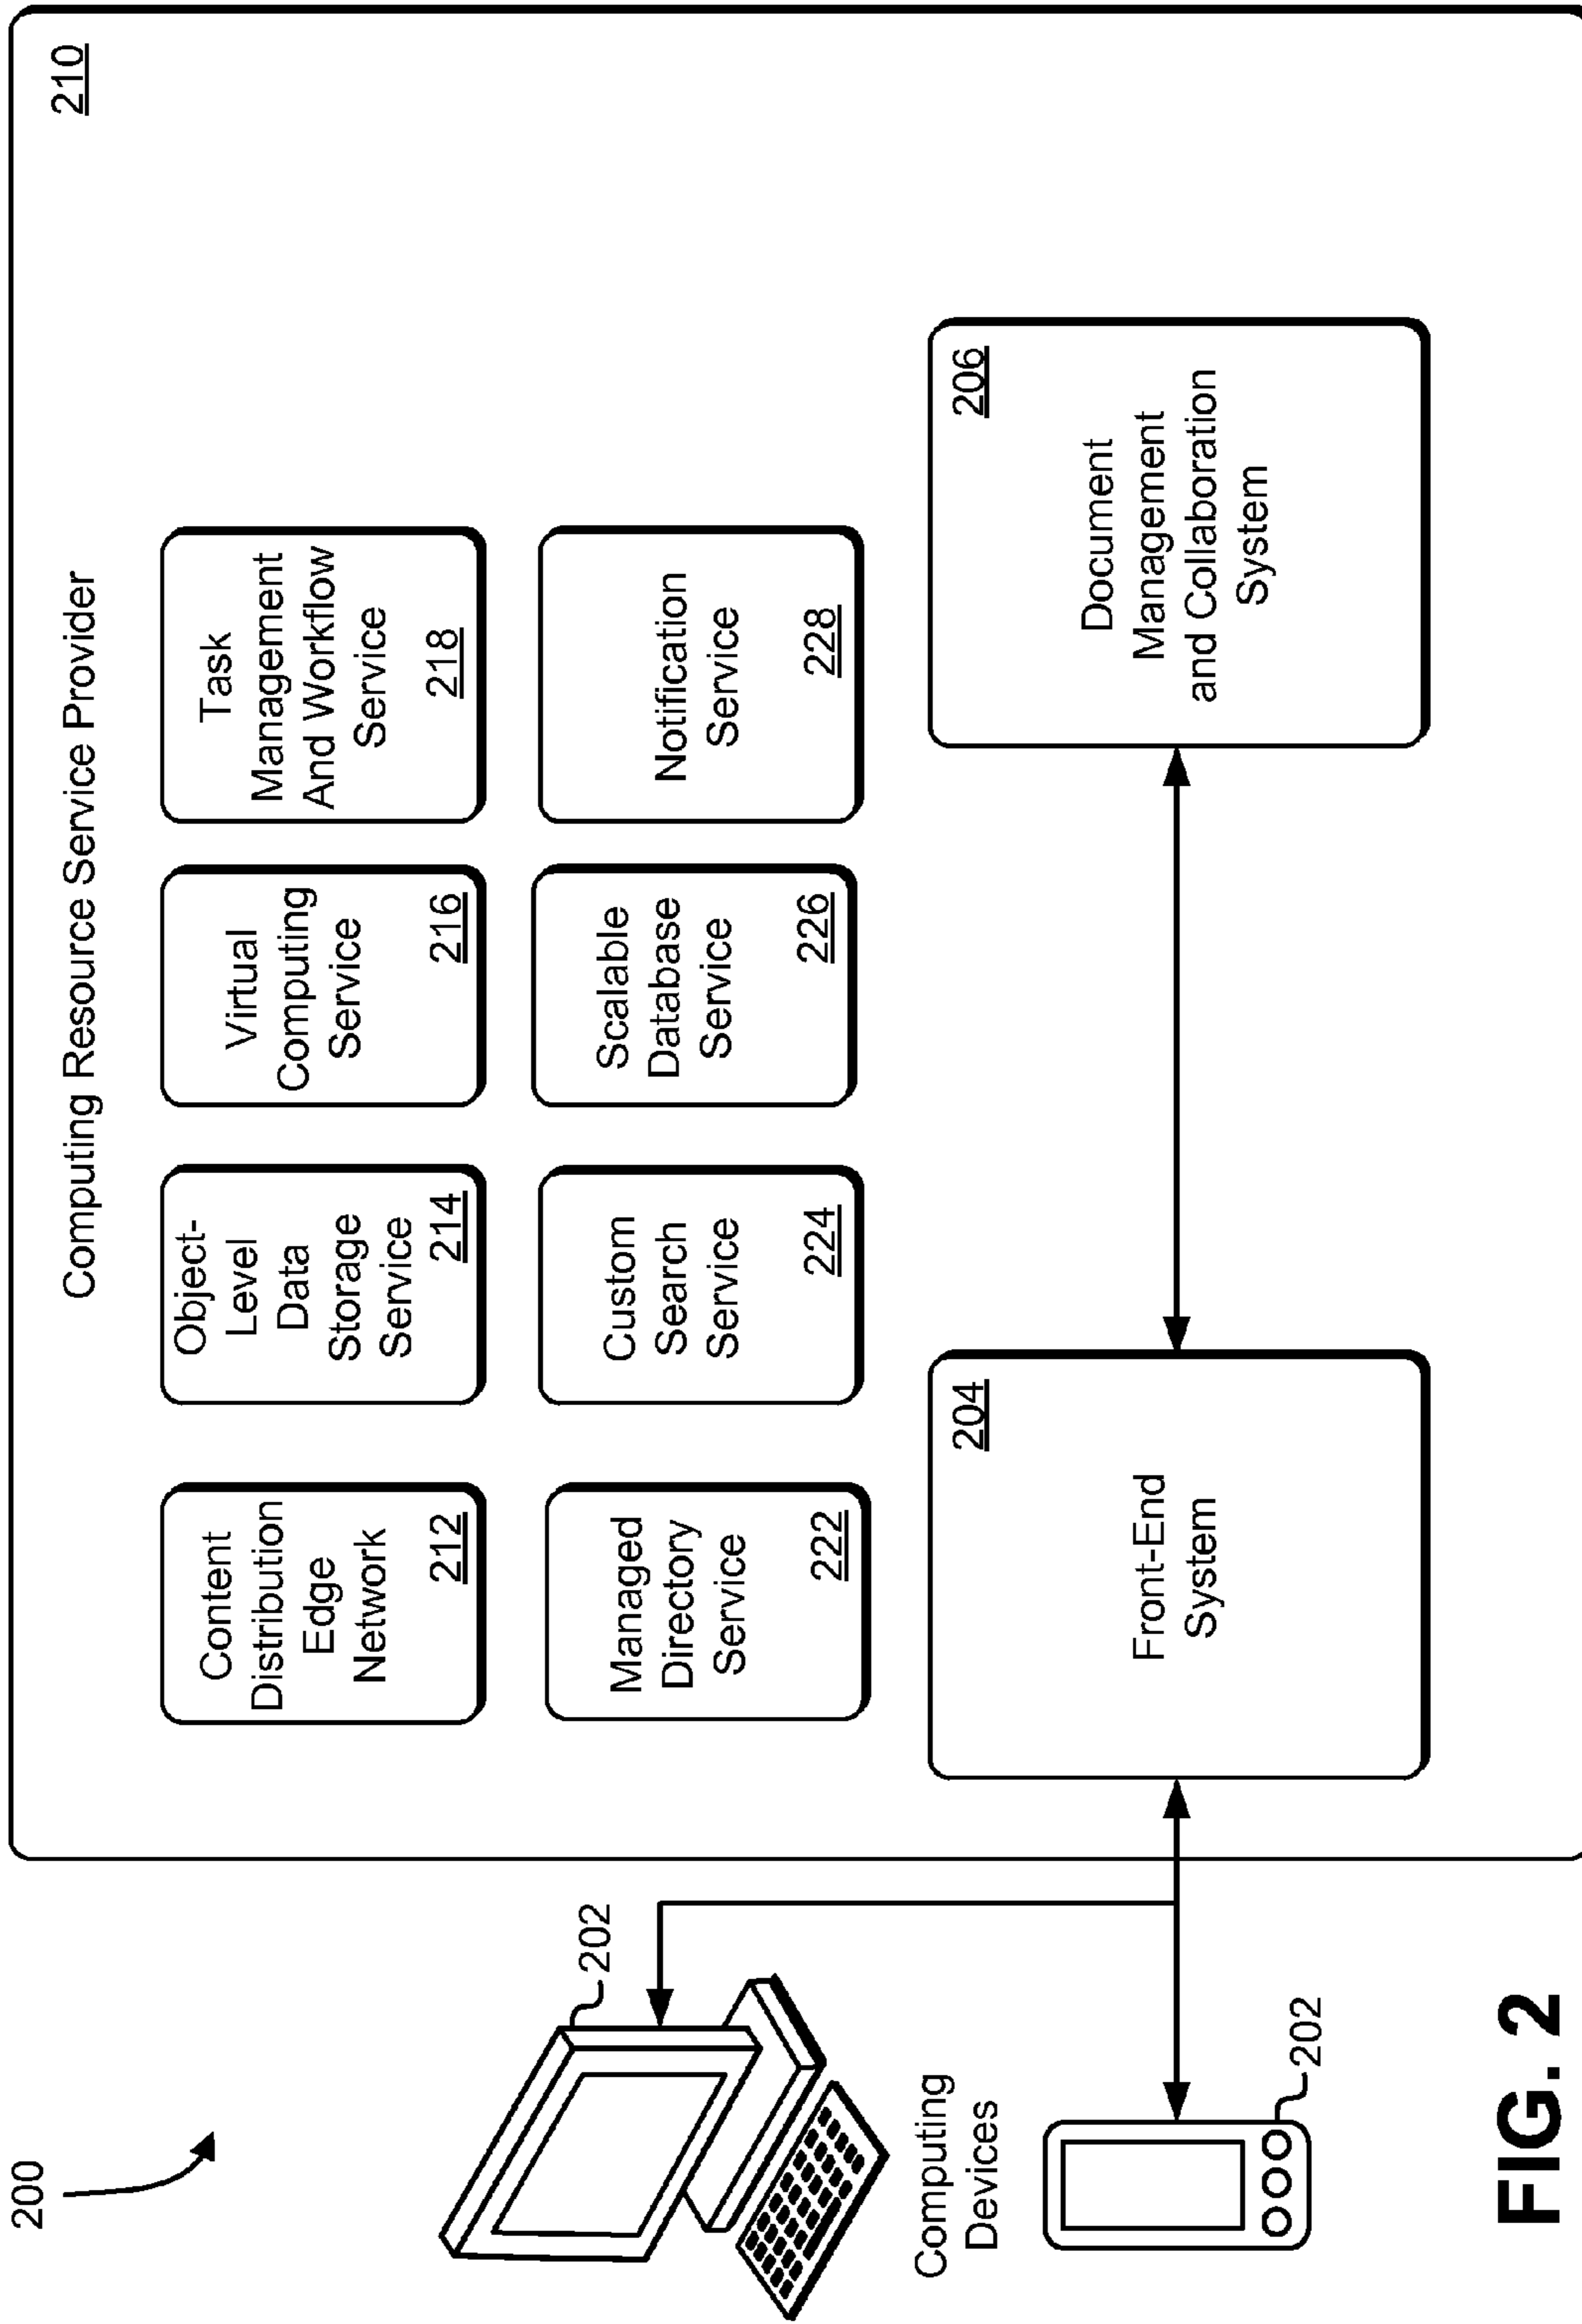 200
Computing Resource Service Provider
210
Content
Distribution
Edge
Network
212
Object-
Level
Data
Storage
Service
214
Virtual
Computing
Service
216
Task
Management
And Workflow
Service
218
Managed
Directory
Service
222
Custom
Search
Service
224
Scalable
Database
Service
226
Notification
Service
228
202
Computing
Devices
202
204
Front-End
System
206
Document
Management
and Collaboration
System
FIG. 2